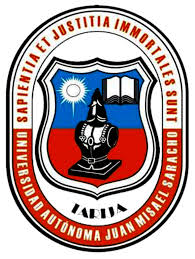 SAPIENTIA ET JUSTITIA IMMORTALES SUNT
UNIVERSIDAD AUTÓNOMA JUAN MISAEL SARACHO
TARIJA